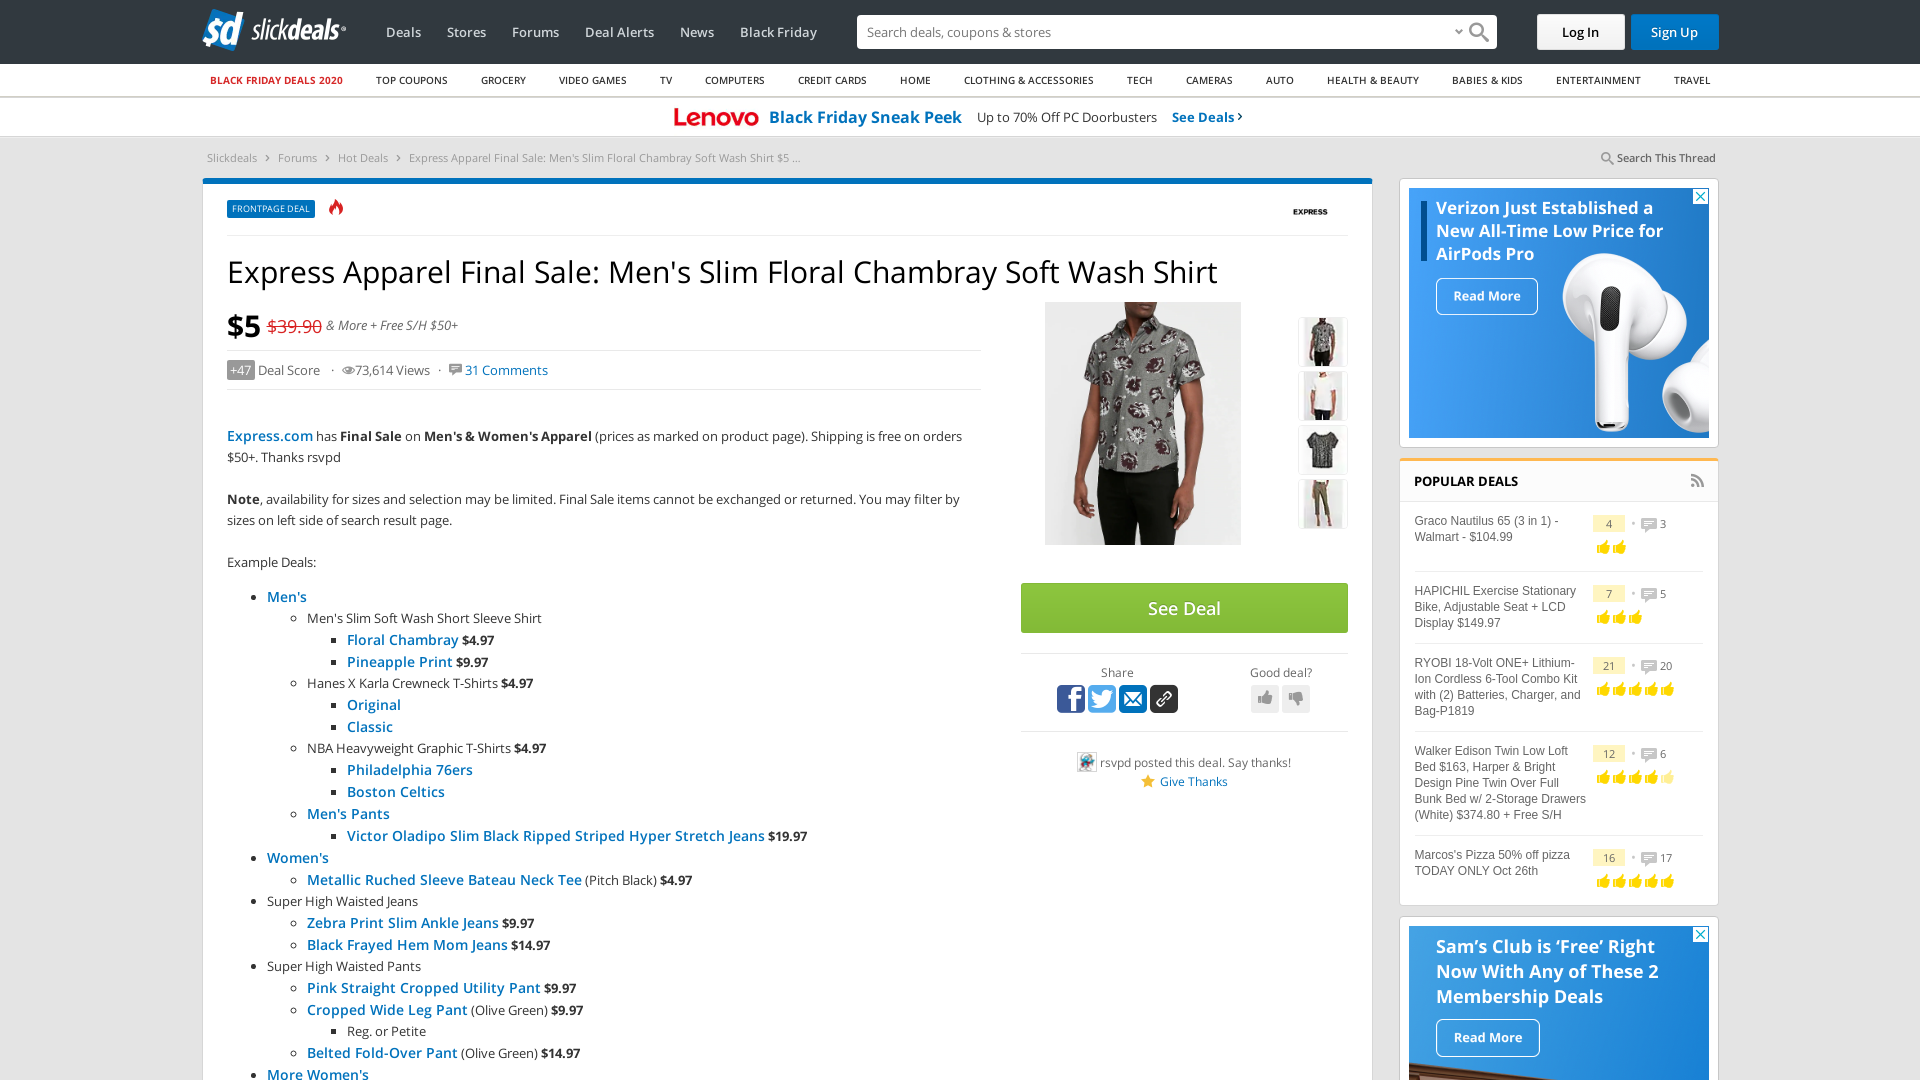 sd slickdeals
Deals Stores Forums Deal Alerts News Black Friday
Search deals, coupons & shopping
Log In
Sign Up
BLACK FRIDAY DEALS 2020 TOP COUPONS GROCERY VIDEO GAMES TV COMPUTERS CREDIT CARDS HOME CLOTHING & ACCESSORIES TECH CAMERAS AUTO HEALTH & BEAUTY BABIES & KIDS ENTERTAINMENT TRAVEL
Lenovo Black Friday Sneak Peek Up to 70% Off PC Doorbusters See Deals ›
Slickdeals › Forums › Hot Deals › Express Apparel Final Sale: Men's Slim Floral Chambray Soft Wash Shirt $5 ...
Search This Thread
FRONTPAGE DEAL
EXPRESS
Express Apparel Final Sale: Men's Slim Floral Chambray Soft Wash Shirt
$5 $39.90 & More + Free S/H $50+
+47 Deal Score · 73,614 Views · 31 Comments
Express.com has Final Sale on Men's & Women's Apparel (prices as marked on product page). Shipping is free on orders
$50+. Thanks rsvpd
Note, availability for sizes and selection may be limited. Final Sale items cannot be exchanged or returned. You may filter by
sizes on left side of search result page.
Example Deals:
Men's
Men's Slim Soft Wash Short Sleeve Shirt
Floral Chambray $4.97
Pineapple Print $9.97
Hanes X Karla Crewneck T-Shirts $4.97
Original
Classic
NBA Heavyweight Graphic T-Shirts $4.97
Philadelphia 76ers
Boston Celtics
Men's Pants
Victor Oladipo Slim Black Ripped Striped Hyper Stretch Jeans $19.97
Women's
Metallic Ruched Sleeve Bateau Neck Tee (Pitch Black) $4.97
Super High Waisted Jeans
Zebra Print Slim Ankle Jeans $9.97
Black Frayed Hem Mom Jeans $14.97
Super High Waisted Pants
Pink Straight Cropped Utility Pant $9.97
Cropped Wide Leg Pant (Olive Green) $9.97
Reg. or Petite
Belted Fold-Over Pant (Olive Green) $14.97
More Women's
See Deal
Share
Good deal?
rsvpd posted this deal. Say thanks!
Give Thanks
Verizon Just Established a
New All-Time Low Price for
AirPods Pro
Read More
POPULAR DEALS
Graco Nautilus 65 (3 in 1) -
Walmart - $104.99
4 • 3
HAPICHIL Exercise Stationary
Bike, Adjustable Seat + LCD
Display $149.97
7 • 5
RYOBI 18-Volt ONE+ Lithium-
Ion Cordless 6-Tool Combo Kit
with (2) Batteries, Charger, and
Bag-P1819
21 • 20
Walker Edison Twin Low Loft
Bed $163, Harper & Bright
Design Pine Twin Over Full
Bunk Bed w/ 2-Storage Drawers
(White) $374.80 + Free S/H
12 • 6
Marcos's Pizza 50% off pizza
TODAY ONLY Oct 26th
16 • 17
Sam's Club is ‘Free’ Right
Now With Any of These 2
Membership Deals
Read More